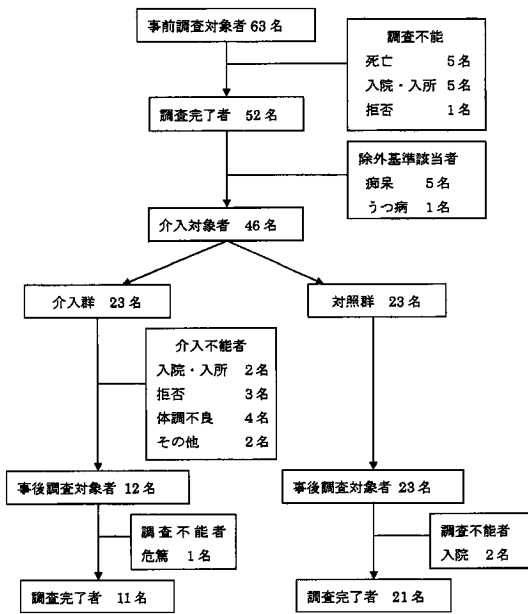 事前調査対象者 63名
調査不能
死亡 5名
入院・入所 5名
拒否 1名
調査完了者 52名
除外基準該当者
痴呆 5名
うつ病 1名
介入対象者 46名
介入群 23名
対照群 23名
介入不能者
入院・入所 2名
拒否 3名
体調不良 4名
その他 2名
事後調査対象者 12名
事後調査対象者 23名
調査不能者
危篤 1名
調査不能者
入院 2名
調査完了者 11名
調査完了者 21名